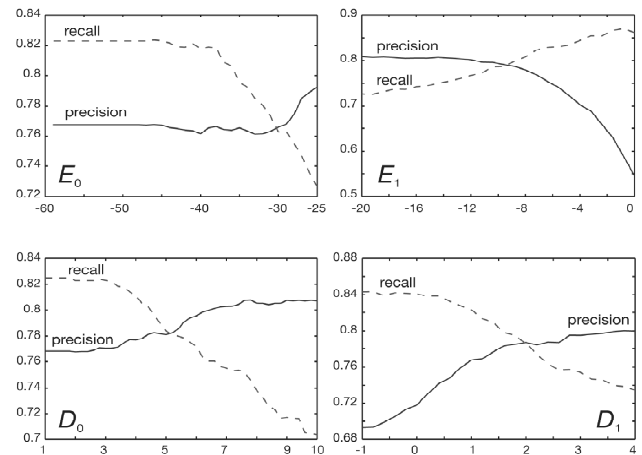 0.84
recall
0.82
0.8
0.78
precision
0.76
0.74
E0
0.72
-60 -50 -40 -30 -25
0.9
precision
0.8
recall
0.7
0.6
E1
0.5
-20 -16 -12 -8 -4 0
0.84
recall
0.82
0.8
precision
0.78
0.76
0.74
0.72
D0
0.7
1 3 5 7 9 10
0.88
recall
0.84
precision
0.8
0.76
0.72
D1
0.68
-1 0 1 2 3 4